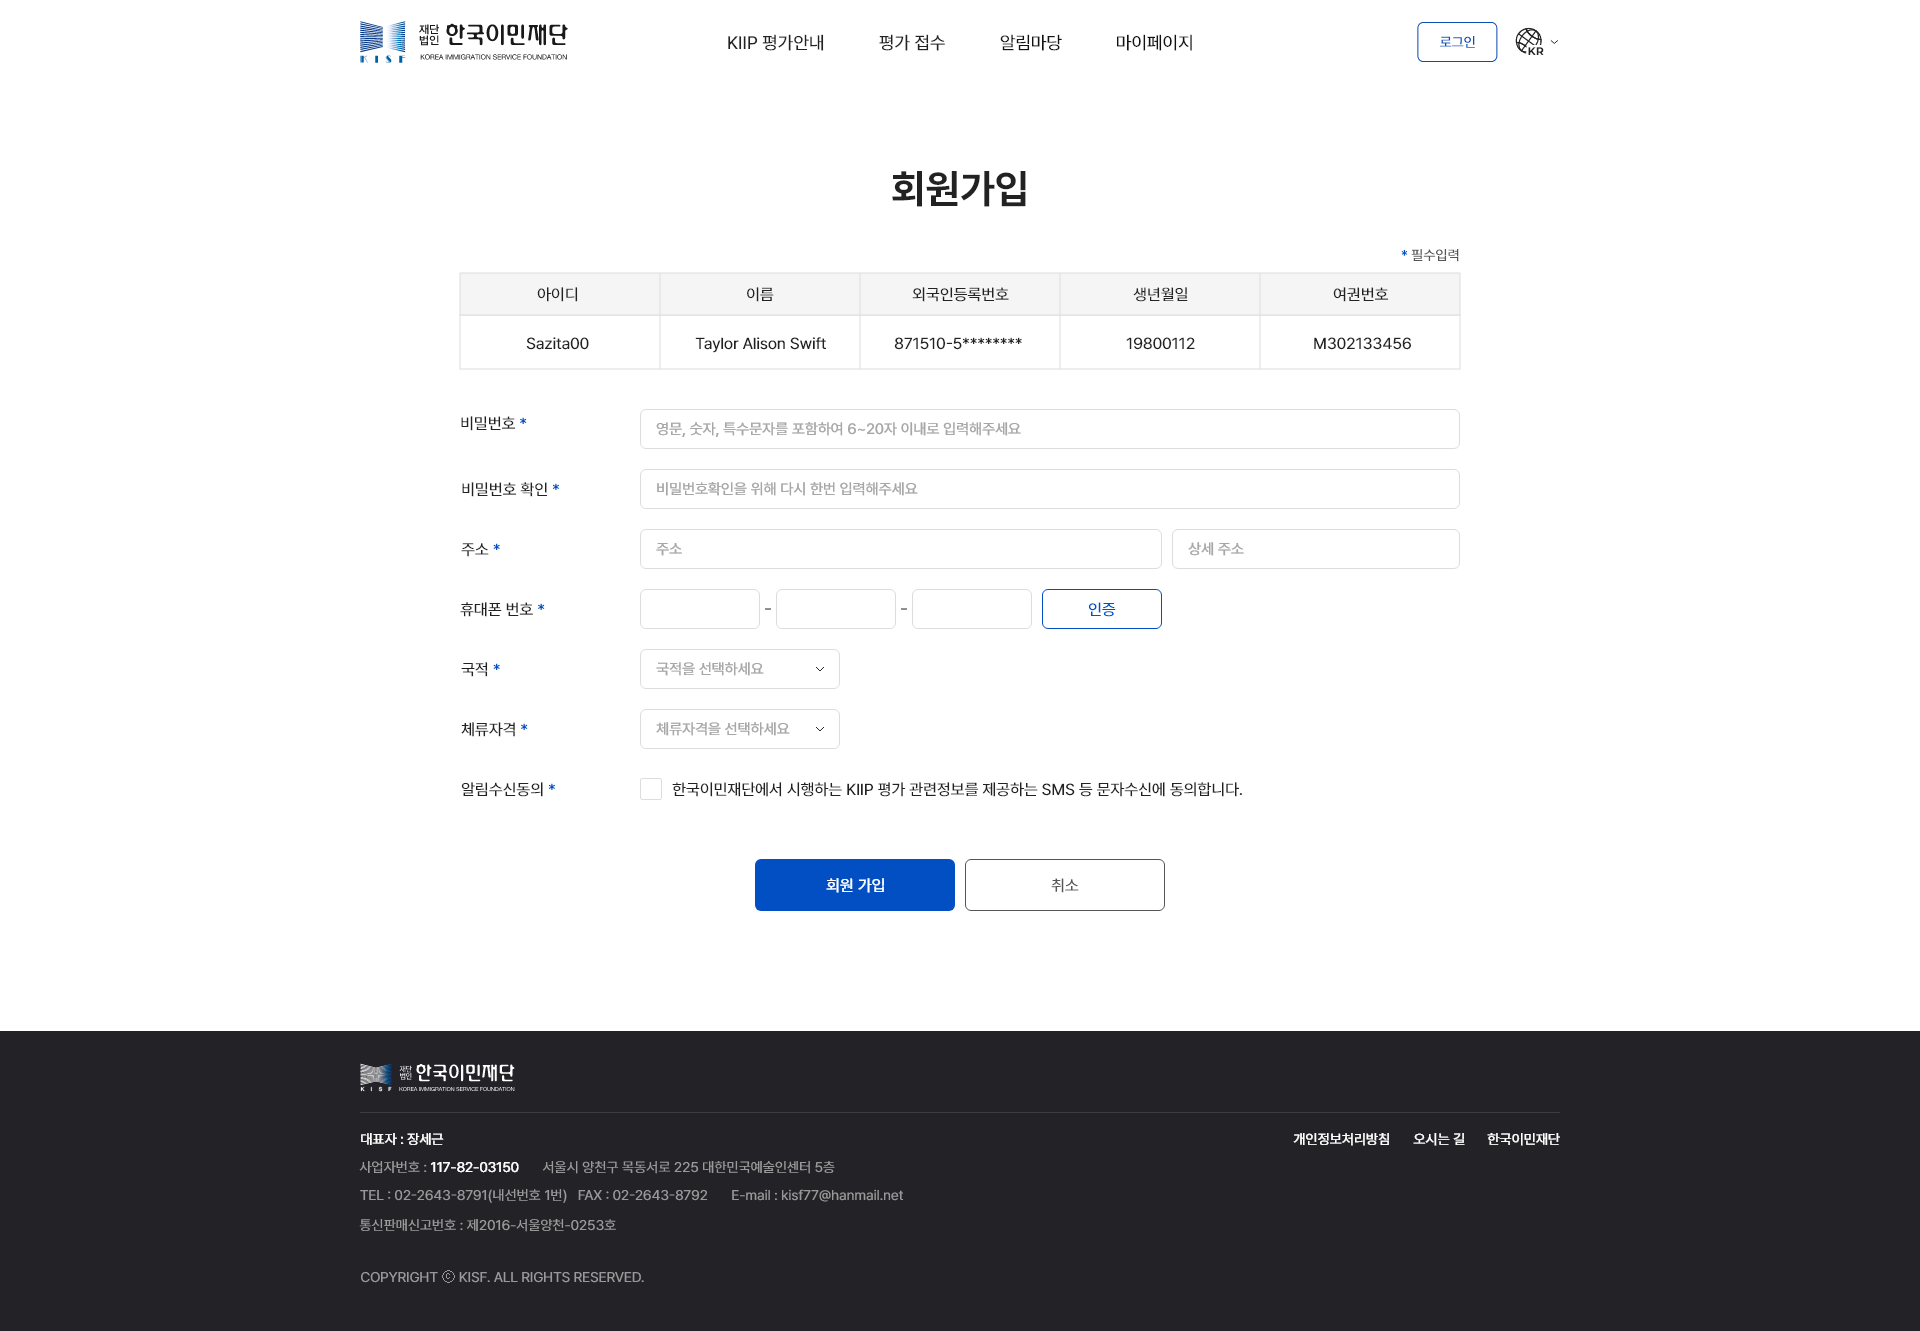 재단
법인 한국이민재단
KISF KOREA IMMIGRATION SERVICE FOUNDATION
KIIP 평가안내 평가 접수 알림마당 마이페이지
로그인 KR
회원가입
* 필수입력
아이디 이름 외국인등록번호 생년월일 여권번호
Sazita00 Taylor Alison Swift 871510-5******** 19800112 M302133456
비밀번호 * 영문, 숫자, 특수문자를 포함하여 6~20자 이내로 입력해주세요
비밀번호 확인 * 비밀번호확인을 위해 다시 한번 입력해주세요
주소 * 주소 상세 주소
휴대폰 번호 * - - 인증
국적 * 국적을 선택하세요
체류자격 * 체류자격을 선택하세요
알림수신동의 * 한국이민재단에서 시행하는 KIIP 평가 관련정보를 제공하는 SMS 등 문자수신에 동의합니다.
회원 가입 취소
재단
법인 한국이민재단
KISF KOREA IMMIGRATION SERVICE FOUNDATION
대표자 : 장세근 개인정보처리방침 오시는 길 한국이민재단
사업자번호 : 117-82-03150 서울시 양천구 목동서로 225 대한민국예술인센터 5층
TEL : 02-2643-8791(내선번호 1번) FAX : 02-2643-8792 E-mail : kisf77@hanmail.net
통신판매신고번호 : 제2016-서울양천-0253호
COPYRIGHT ⓒ KISF. ALL RIGHTS RESERVED.